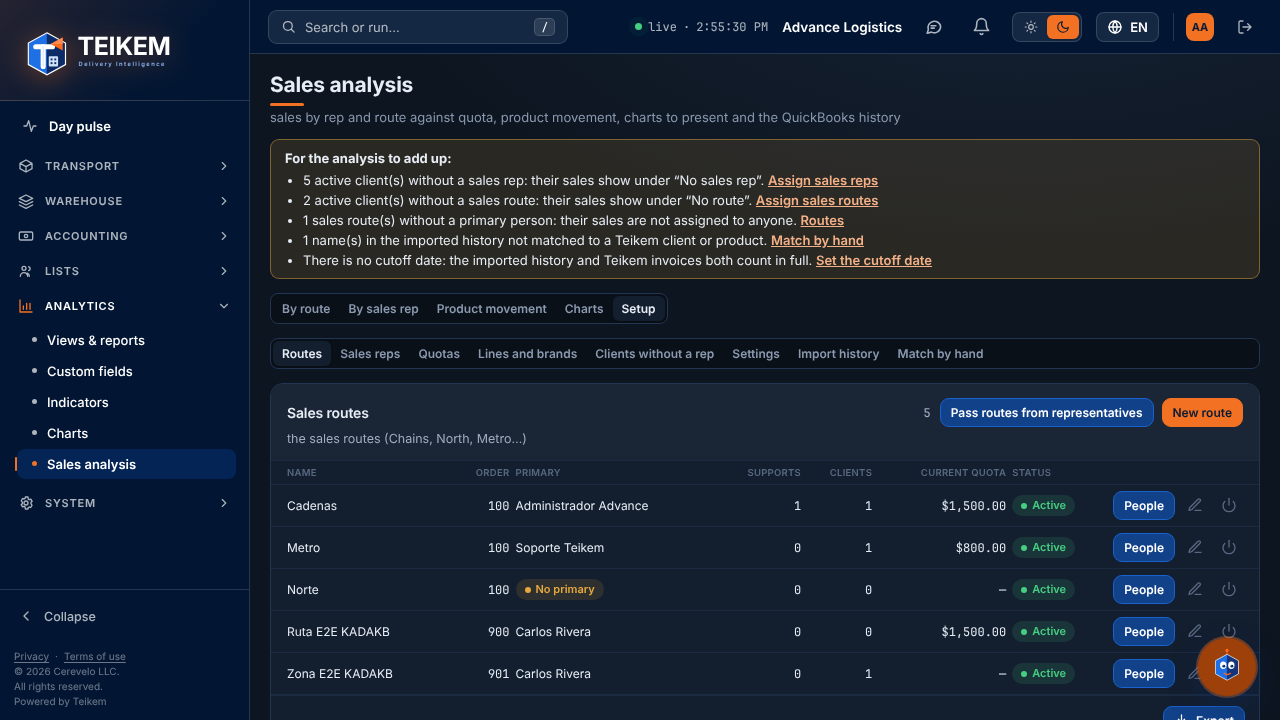 TEIKEM
Delivery Intelligence
Search or run...
/
live · 2:55:30 PM
Advance Logistics
EN
AA
Day pulse
TRANSPORT
WAREHOUSE
ACCOUNTING
LISTS
ANALYTICS
Views & reports
Custom fields
Indicators
Charts
Sales analysis
SYSTEM
Collapse
Privacy · Terms of use
© 2026 Cerevelo LLC.
All rights reserved.
Powered by Teikem
Sales analysis
sales by rep and route against quota, product movement, charts to present and the QuickBooks history
For the analysis to add up:
• 5 active client(s) without a sales rep: their sales show under “No sales rep”. Assign sales reps
• 2 active client(s) without a sales route: their sales show under “No route”. Assign sales routes
• 1 sales route(s) without a primary person: their sales are not assigned to anyone. Routes
• 1 name(s) in the imported history not matched to a Teikem client or product. Match by hand
• There is no cutoff date: the imported history and Teikem invoices both count in full. Set the cutoff date
By route By sales rep Product movement Charts Setup
Routes Sales reps Quotas Lines and brands Clients without a rep Settings Import history Match by hand
Sales routes
5 Pass routes from representatives New route
the sales routes (Chains, North, Metro...)
NAME ORDER PRIMARY SUPPORTS CLIENTS CURRENT QUOTA STATUS
Cadenas 100 Administrador Advance 1 1 $1,500.00 Active People
Metro 100 Soporte Teikem 0 1 $800.00 Active People
Norte 100 No primary 0 0 — Active People
Ruta E2E KADAKB 900 Carlos Rivera 0 0 $1,500.00 Active People
Zona E2E KADAKB 901 Carlos Rivera 0 1 — Active People
Export